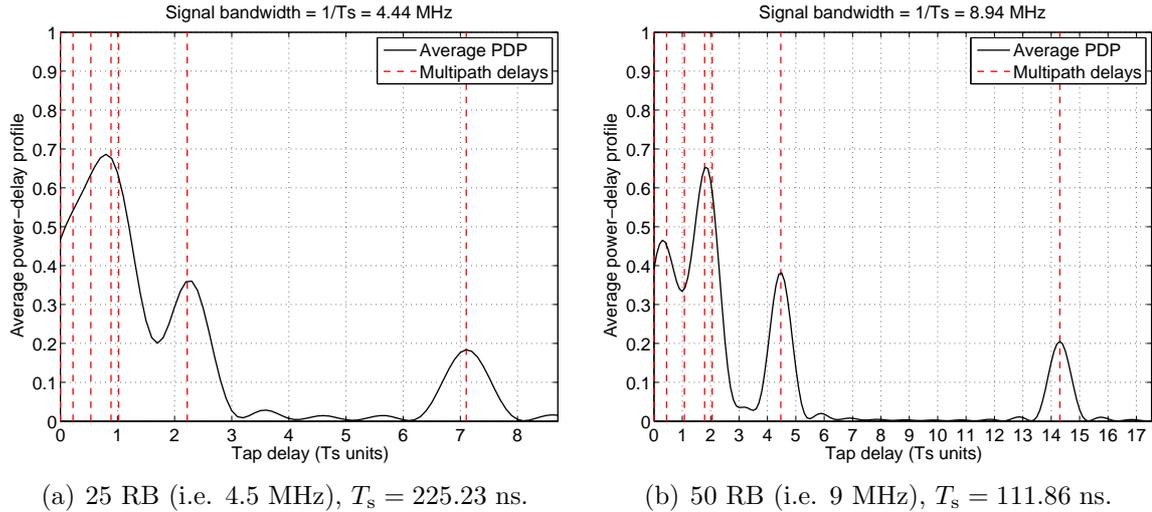 Signal bandwidth = 1/Ts = 4.44 MHz
Average power−delay profile
1
0.9
0.8
0.7
0.6
0.5
0.4
0.3
0.2
0.1
0
Average PDP
Multipath delays
0 1 2 3 4 5 6 7 8
Tap delay (Ts units)
(a) 25 RB (i.e. 4.5 MHz), Ts = 225.23 ns.
Signal bandwidth = 1/Ts = 8.94 MHz
Average power−delay profile
1
0.9
0.8
0.7
0.6
0.5
0.4
0.3
0.2
0.1
0
Average PDP
Multipath delays
0 1 2 3 4 5 6 7 8 9 10 11 12 13 14 15 16 17
Tap delay (Ts units)
(b) 50 RB (i.e. 9 MHz), Ts = 111.86 ns.